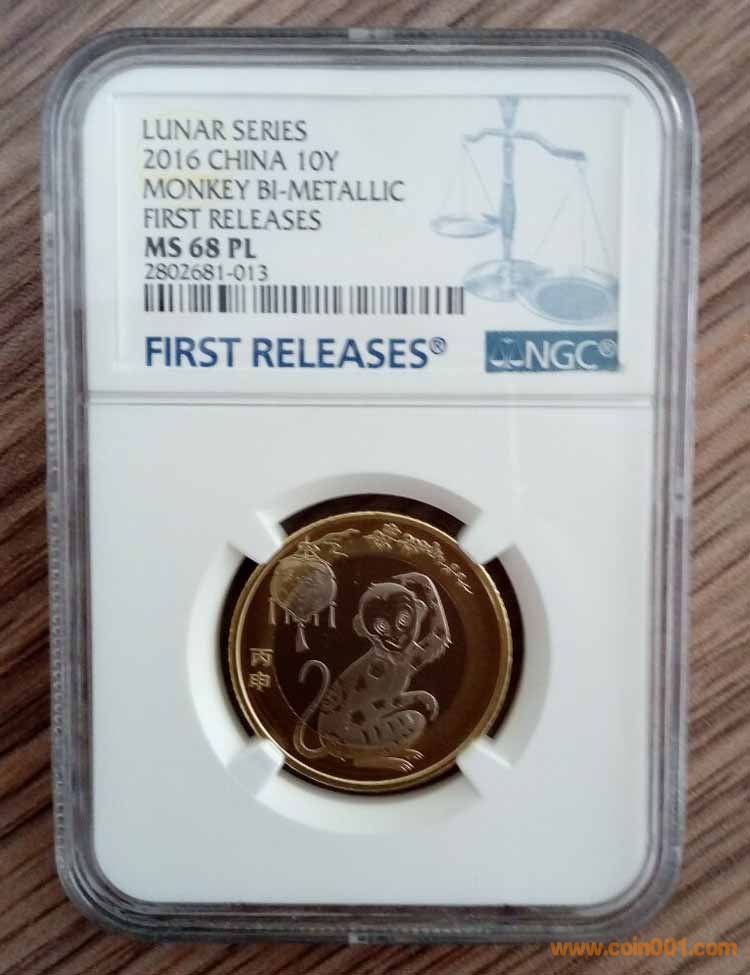 LUNAR SERIES
2016 CHINA 10Y
MONKEY BI-METALLIC
FIRST RELEASES
MS 68 PL
2802681-013
FIRST RELEASES®
NGC®
丙
申
www.coin001.com